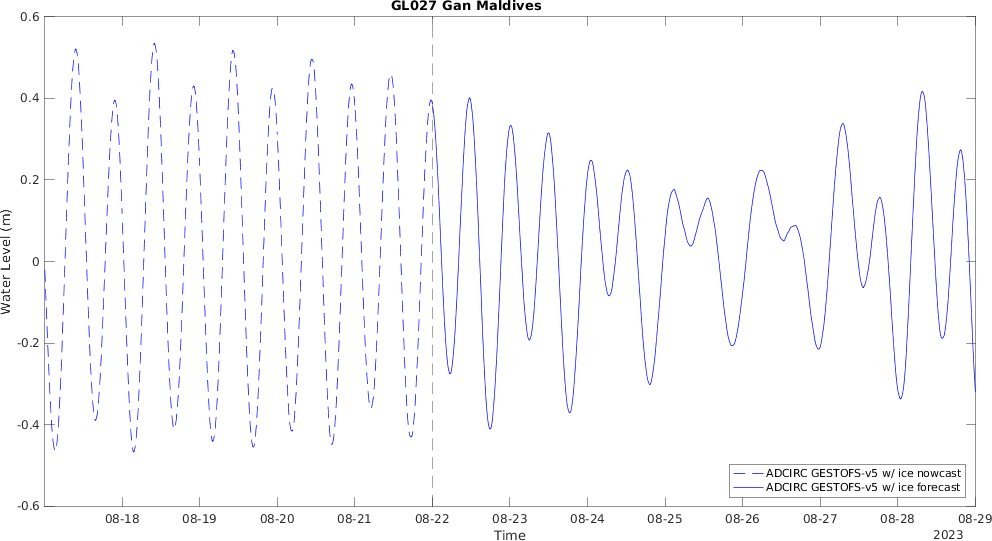 GL027 Gan Maldives
0.6
0.4
0.2
0
-0.2
-0.4
-0.6
Water Level (m)
ADCIRC GESTOFS-v5 w/ ice nowcast
ADCIRC GESTOFS-v5 w/ ice forecast
08-18 08-19 08-20 08-21 08-22 08-23 08-24 08-25 08-26 08-27 08-28 08-29
Time
2023